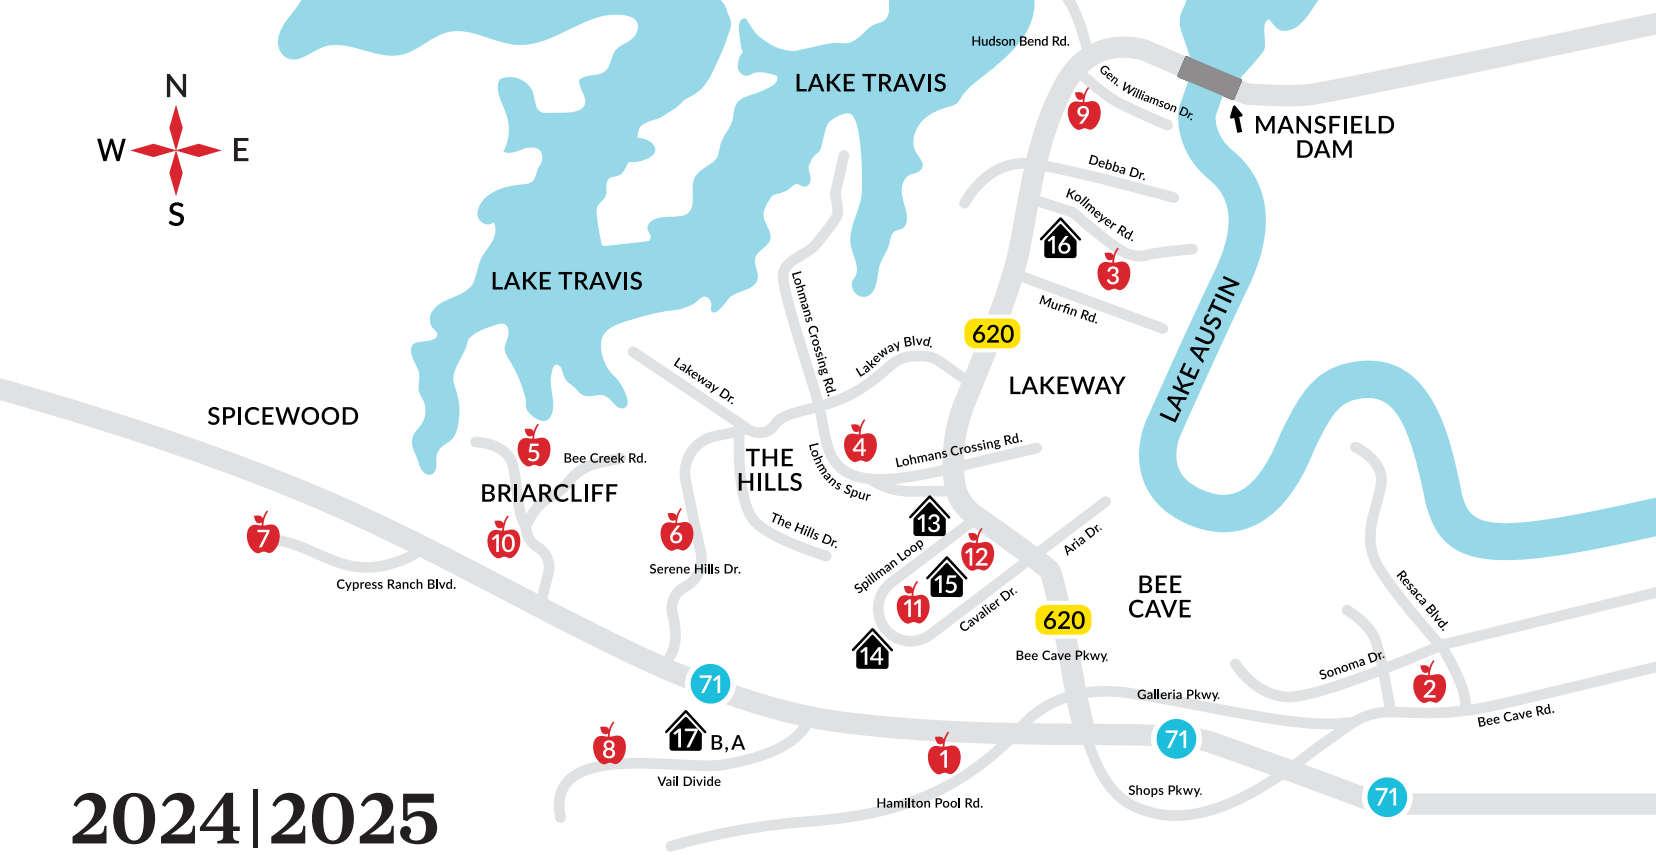 Hudson Bend Rd.
Gen. Williamson Dr.
LAKE TRAVIS
N
W
E
S
9
MANSFIELD
DAM
Debba Dr.
Kollmeyer Rd.
16
3
LAKE TRAVIS
Lohmans Crossing Rd.
Murfin Rd.
620
LAKE AUSTIN
Lakeway Blvd.
Lakeway Dr.
LAKEWAY
SPICEWOOD
5
Bee Creek Rd.
4
Lohmans Crossing Rd.
THE
HILLS
Lohmans Spur
BRIARCLIFF
7
10
6
The Hills Dr.
13
12
Aria Dr.
Spillman Loop
15
Serene Hills Dr.
Cypress Ranch Blvd.
11
Cavalier Dr.
BEE
CAVE
Resaca Blvd.
620
14
Bee Cave Pkwy.
Sonoma Dr.
71
2
Galleria Pkwy.
Bee Cave Rd.
17
B,A
8
1
71
Vail Divide
Hamilton Pool Rd.
Shops Pkwy.
71
2024|2025